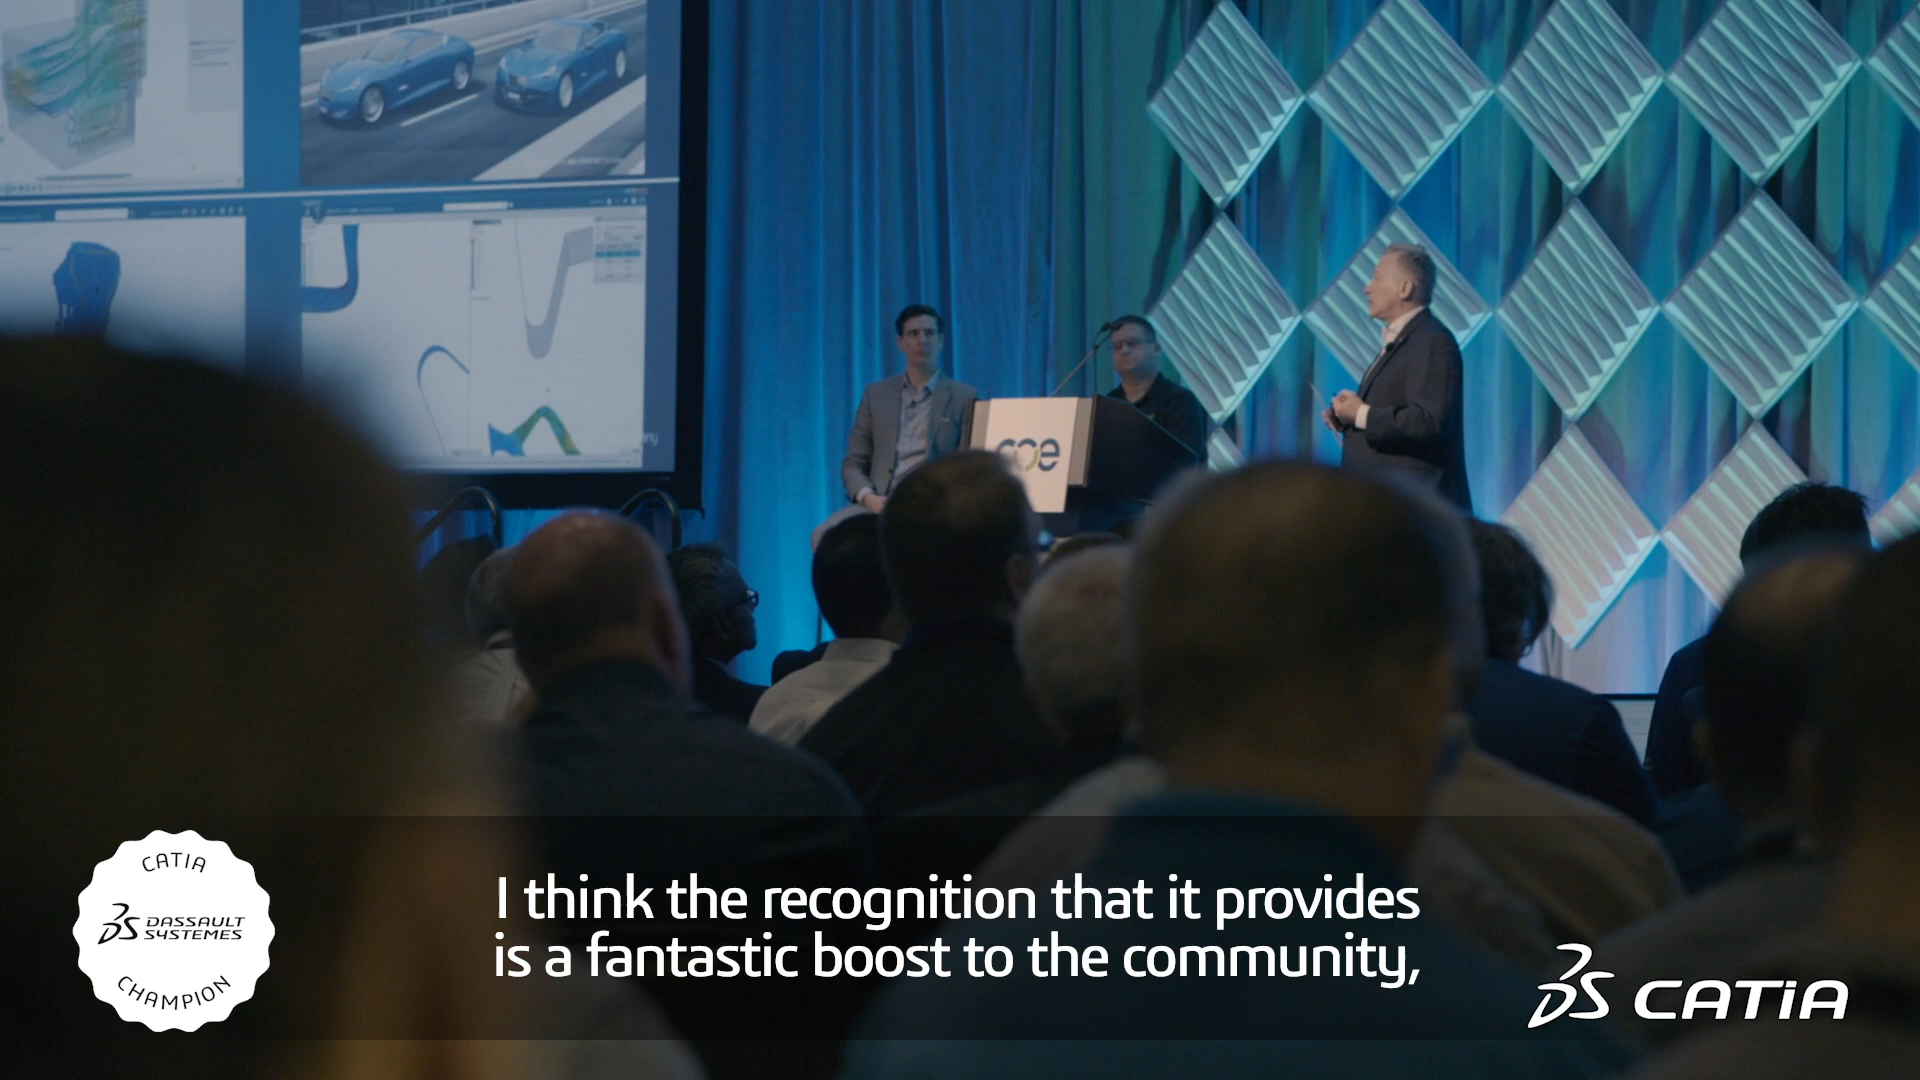 coe
CATIA
DASSAULT
SYSTEMES
CHAMPION
I think the recognition that it provides
is a fantastic boost to the community,
CATIA